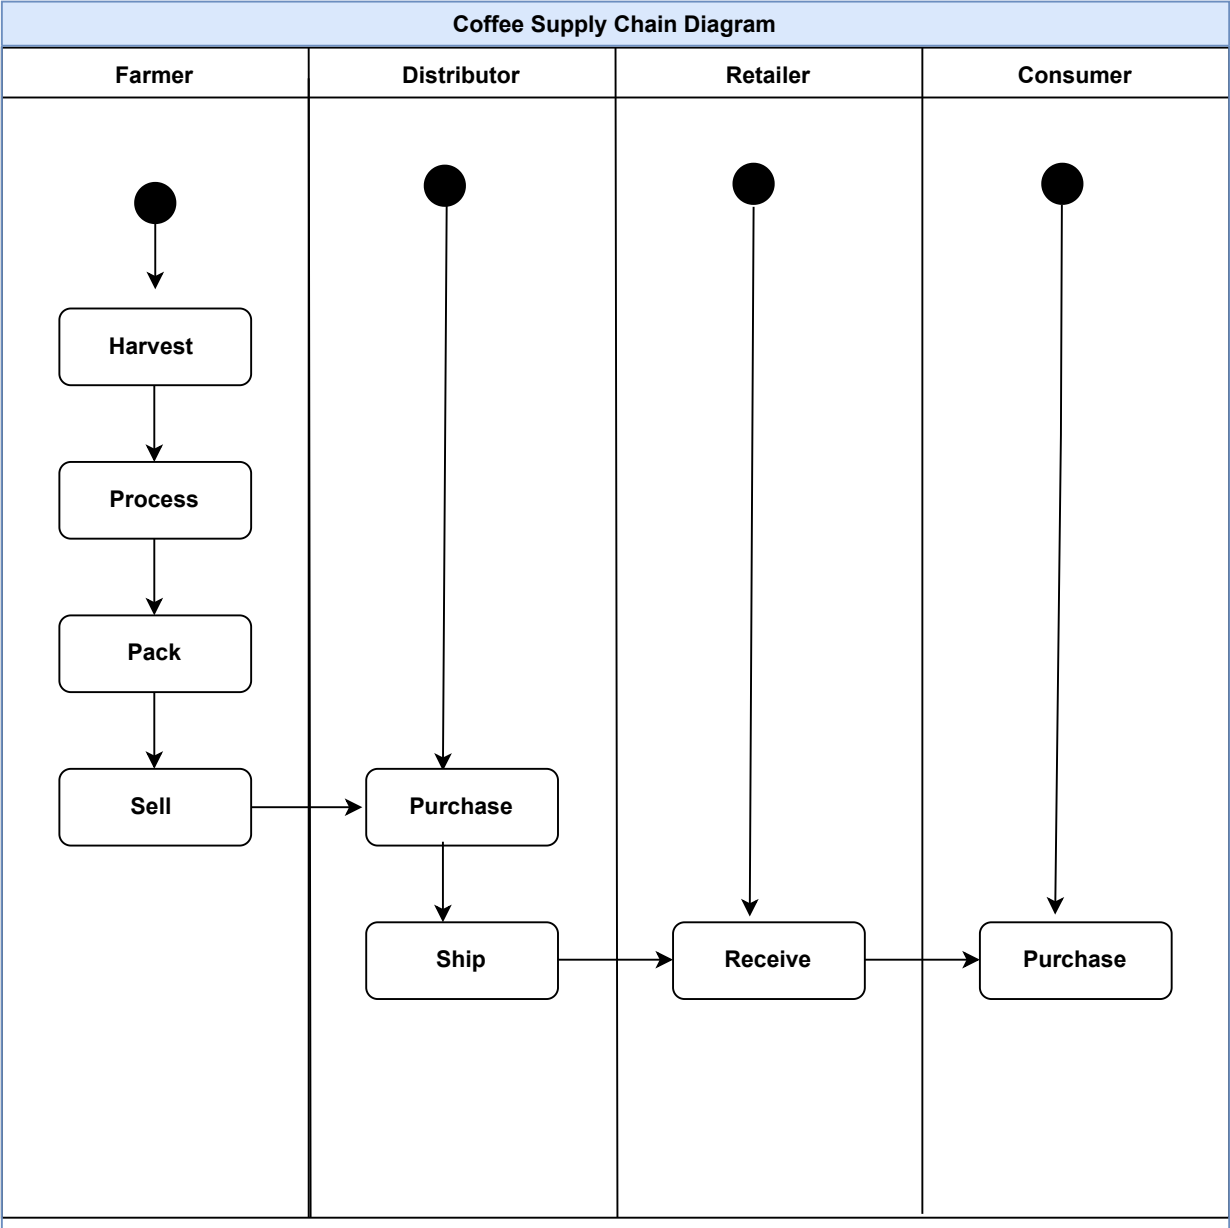 Coffee Supply Chain Diagram
Farmer
Distributor
Retailer
Consumer
Harvest
Process
Pack
Sell
Purchase
Ship
Receive
Purchase